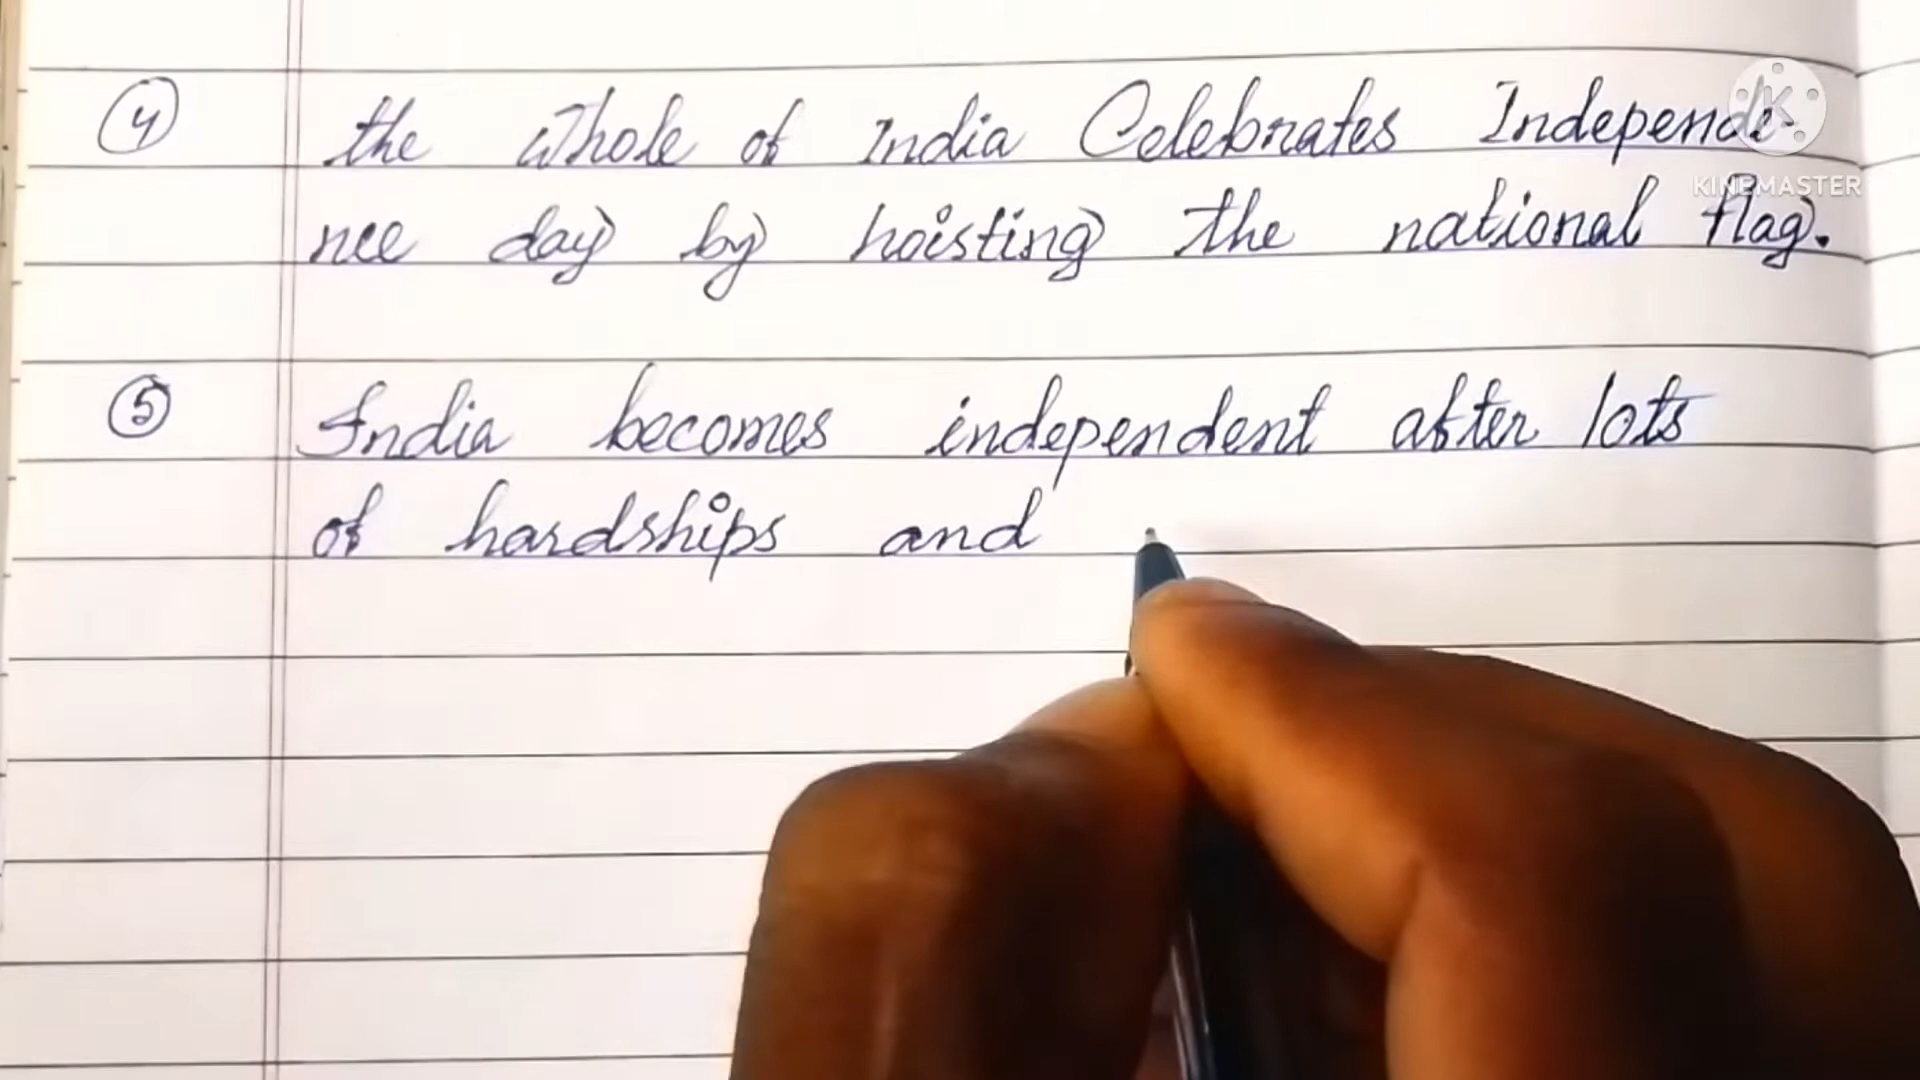 4 the Whole of India Celebrates Independe-
nce day by hoisting the national flag.
5 India becomes independent after lots
of hardships and
KINEMASTER